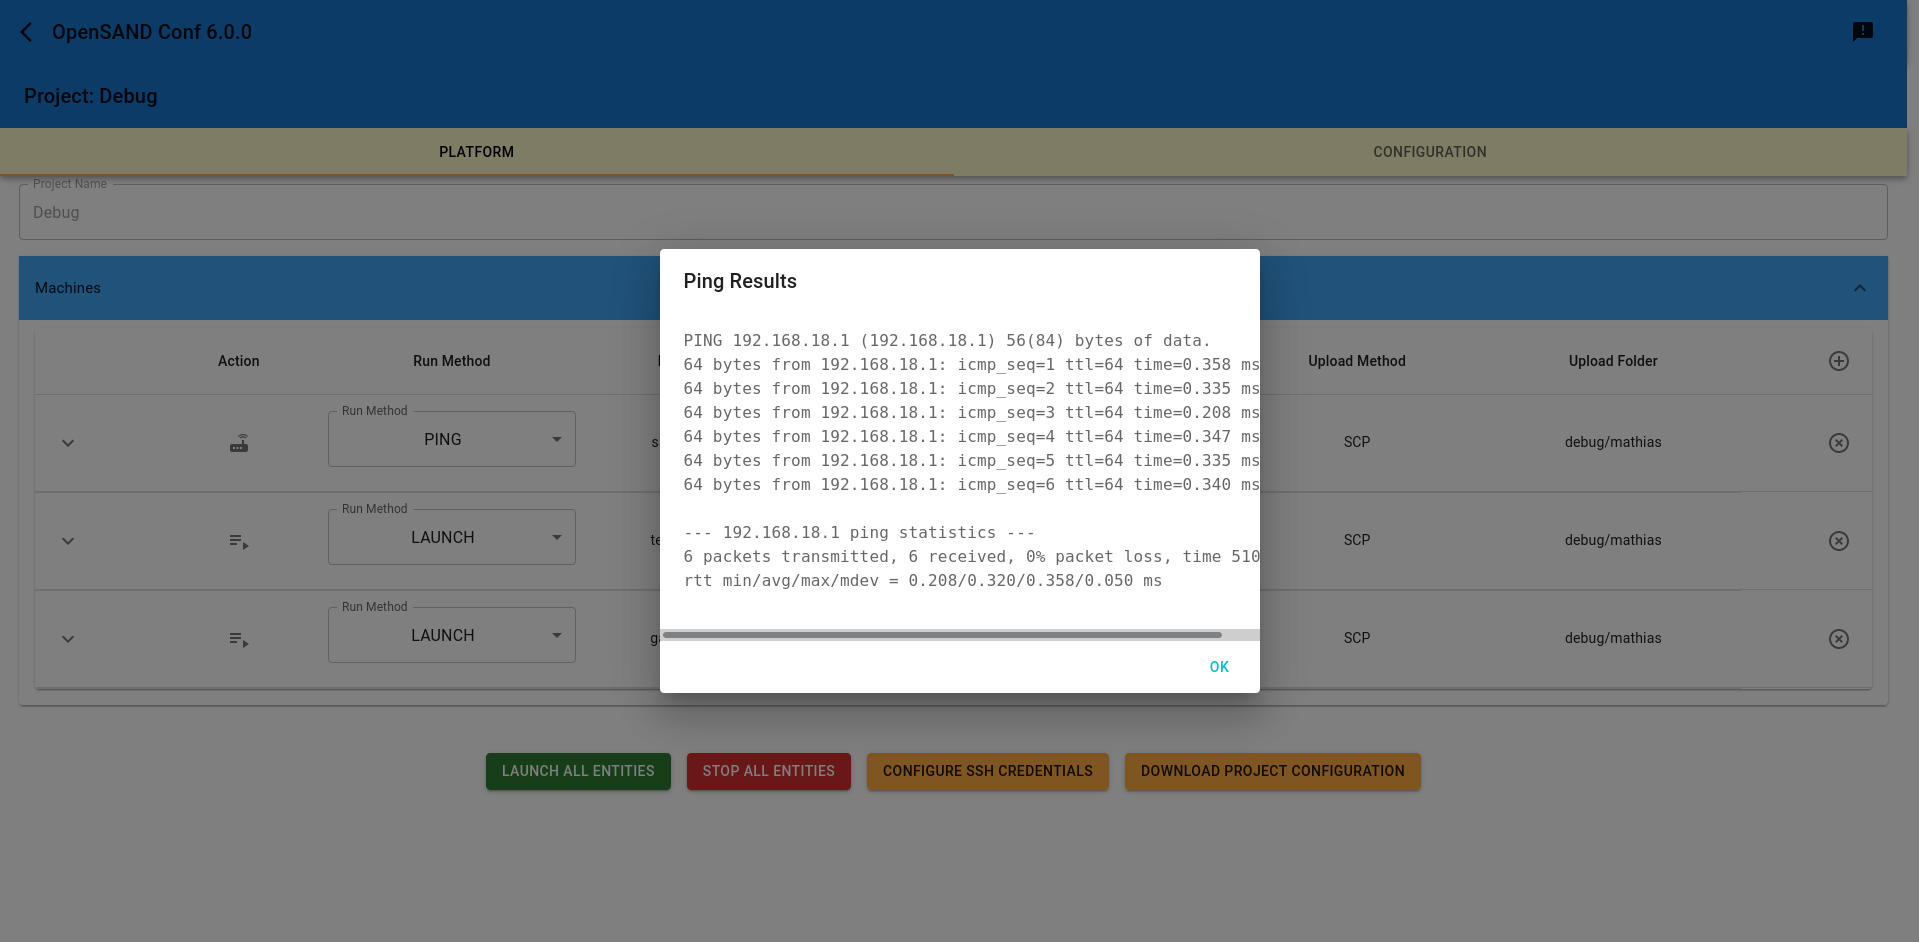 OpenSAND Conf 6.0.0
Project: Debug
PLATFORM
CONFIGURATION
Project Name
Debug
Machines
Action
Run Method
Upload Method
Upload Folder
Run Method
PING
SCP
debug/mathias
Run Method
LAUNCH
SCP
debug/mathias
Run Method
LAUNCH
SCP
debug/mathias
Ping Results
PING 192.168.18.1 (192.168.18.1) 56(84) bytes of data.
64 bytes from 192.168.18.1: icmp_seq=1 ttl=64 time=0.358 ms
64 bytes from 192.168.18.1: icmp_seq=2 ttl=64 time=0.335 ms
64 bytes from 192.168.18.1: icmp_seq=3 ttl=64 time=0.208 ms
64 bytes from 192.168.18.1: icmp_seq=4 ttl=64 time=0.347 ms
64 bytes from 192.168.18.1: icmp_seq=5 ttl=64 time=0.335 ms
64 bytes from 192.168.18.1: icmp_seq=6 ttl=64 time=0.340 ms
--- 192.168.18.1 ping statistics ---
6 packets transmitted, 6 received, 0% packet loss, time 510
rtt min/avg/max/mdev = 0.208/0.320/0.358/0.050 ms
OK
LAUNCH ALL ENTITIES
STOP ALL ENTITIES
CONFIGURE SSH CREDENTIALS
DOWNLOAD PROJECT CONFIGURATION